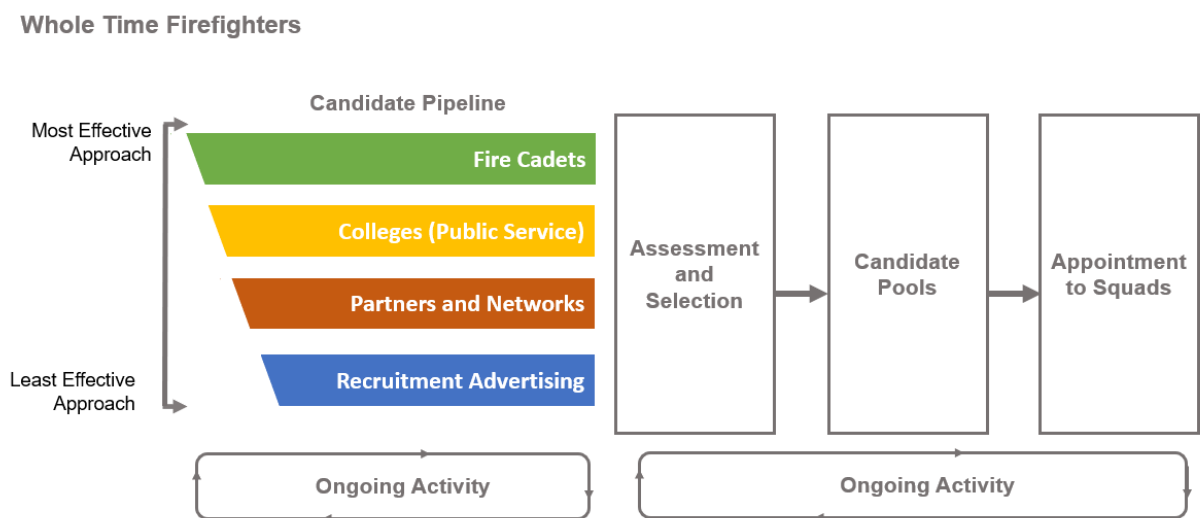 Whole Time Firefighters
Candidate Pipeline
Most Effective
Approach
Fire Cadets
Colleges (Public Service)
Partners and Networks
Recruitment Advertising
Least Effective
Approach
Assessment
and
Selection
Candidate
Pools
Appointment
to Squads
Ongoing Activity
Ongoing Activity